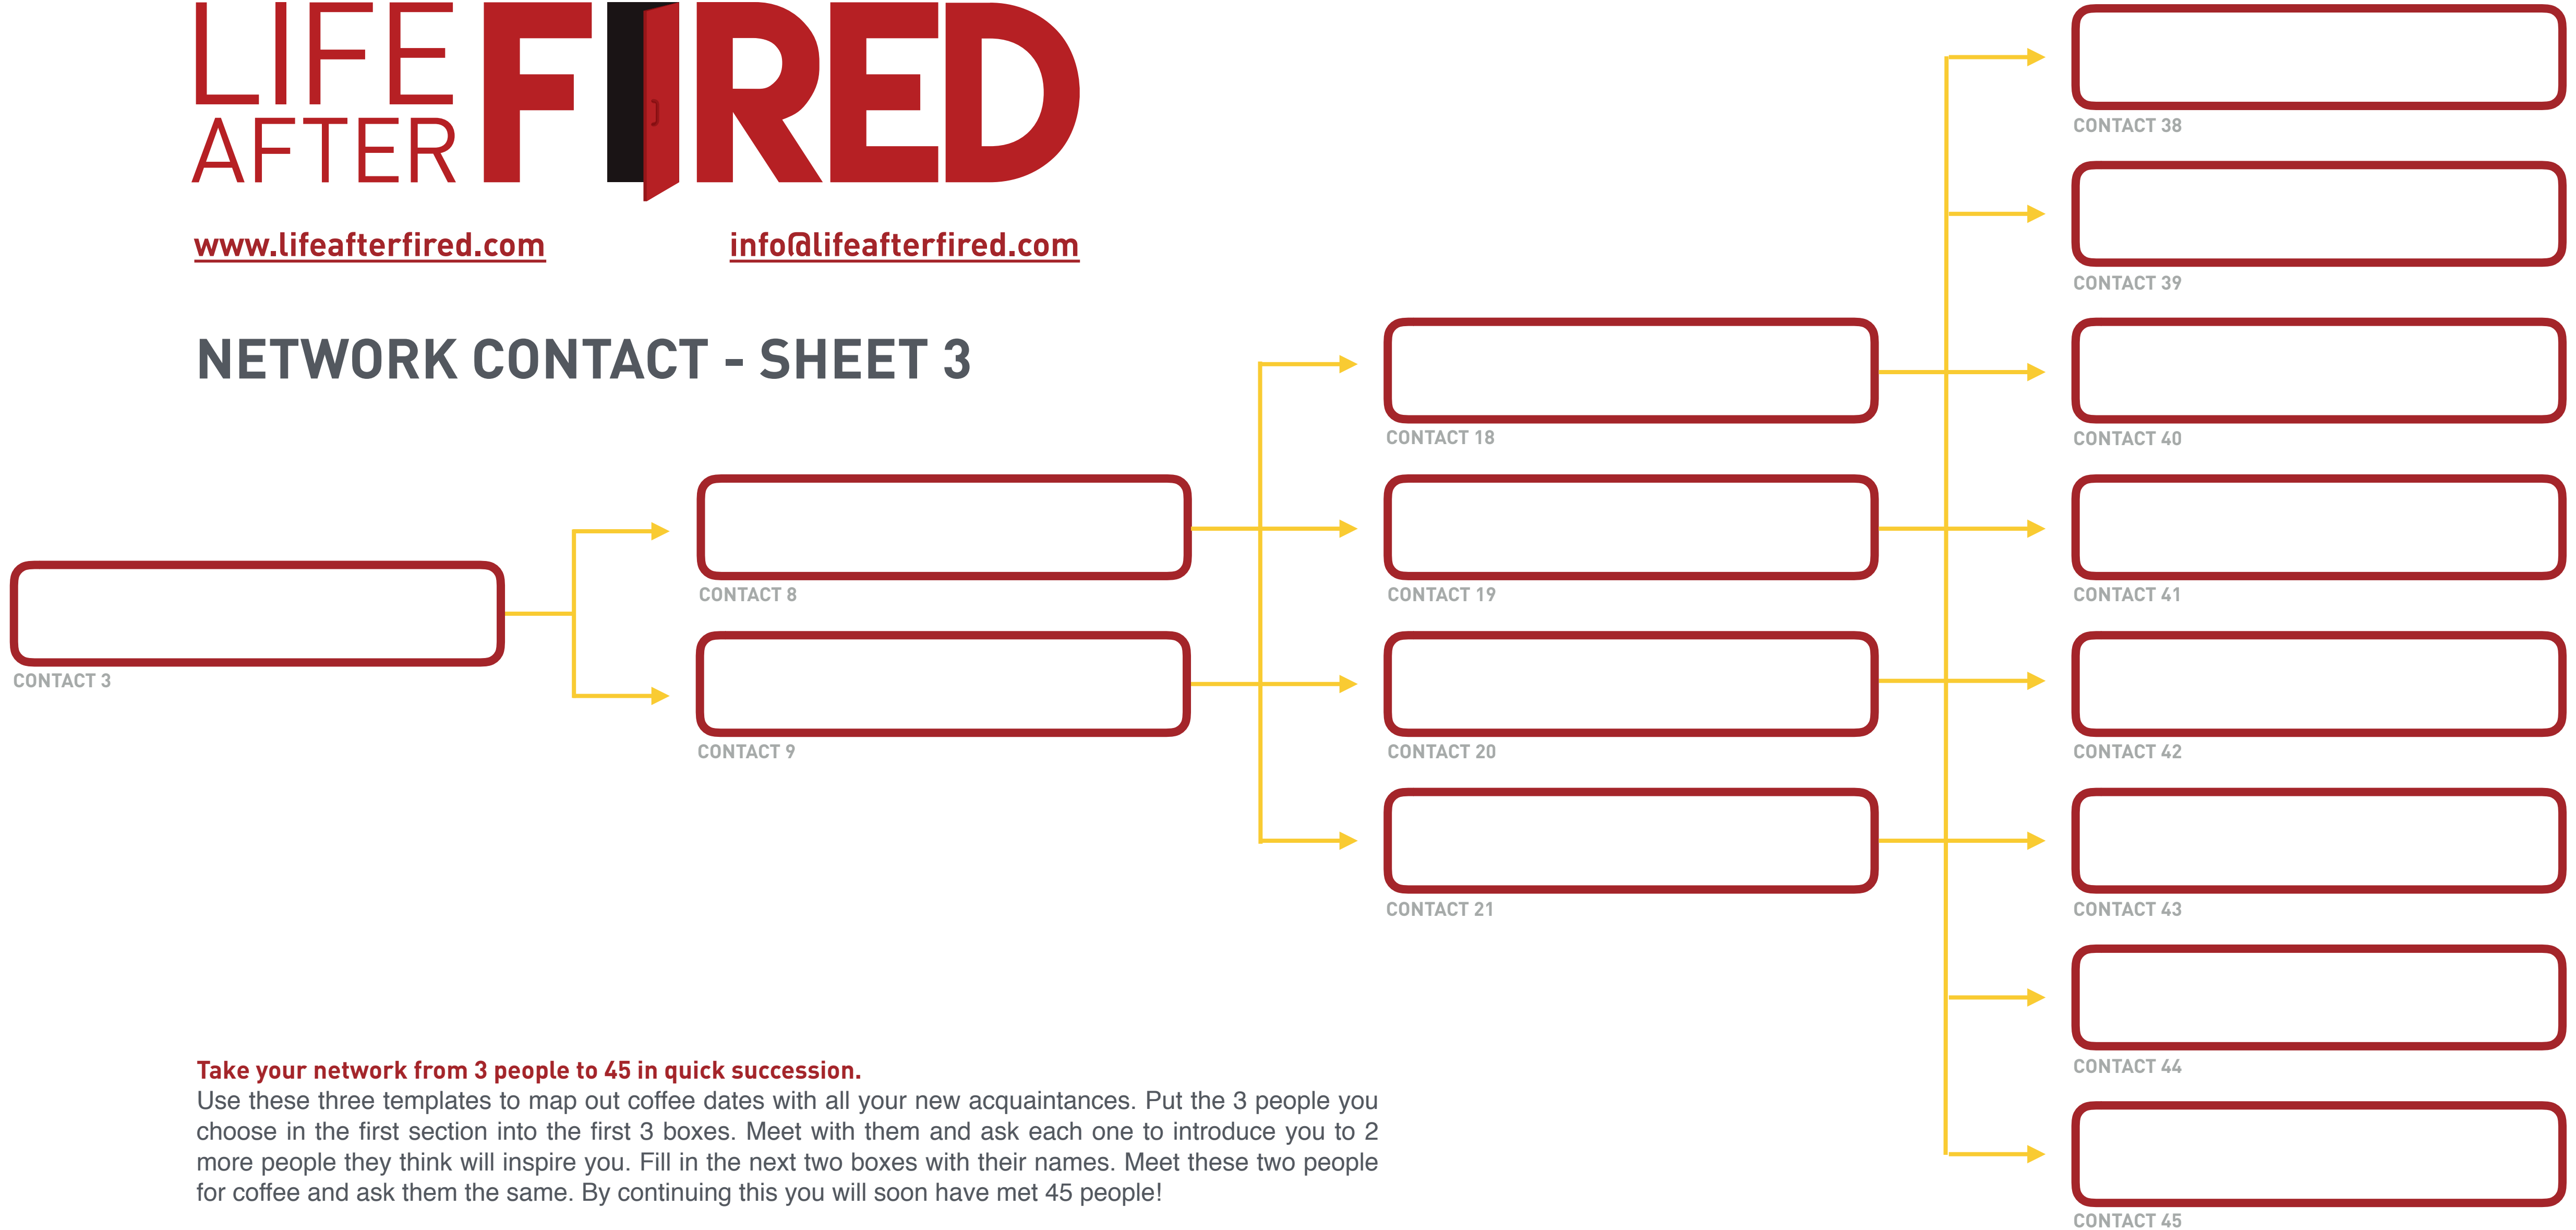 LIFE
AFTER
FIRED
www.lifeafterfired.com
info@lifeafterfired.com
NETWORK CONTACT - SHEET 3
CONTACT 3
CONTACT 8
CONTACT 9
CONTACT 18
CONTACT 19
CONTACT 20
CONTACT 21
CONTACT 38
CONTACT 39
CONTACT 40
CONTACT 41
CONTACT 42
CONTACT 43
CONTACT 44
CONTACT 45
Take your network from 3 people to 45 in quick succession.
Use these three templates to map out coffee dates with all your new acquaintances. Put the 3 people you
choose in the first section into the first 3 boxes. Meet with them and ask each one to introduce you to 2
more people they think will inspire you. Fill in the next two boxes with their names. Meet these two people
for coffee and ask them the same. By continuing this you will soon have met 45 people!